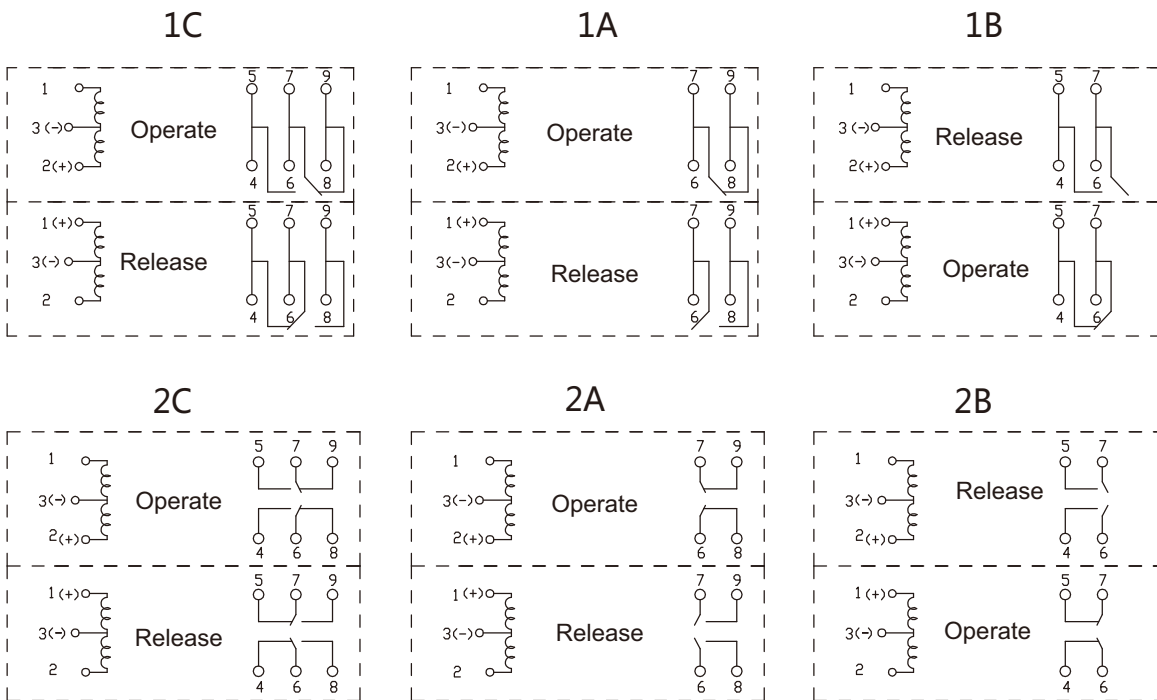 1C
5 7 9
1
3(-) Operate
2(+)
4 6 8
5 7 9
1(+)
3(-) Release
2
4 6 8
1A
7 9
1
3(-) Operate
2(+)
6 8
7 9
1(+)
3(-) Release
2
6 8
1B
5 7
1
3(-) Release
2(+)
4 6
5 7
1(+)
3(-) Operate
2
4 6
2C
5 7 9
1
3(-) Operate
2(+)
4 6 8
5 7 9
1(+)
3(-) Release
2
4 6 8
2A
7 9
1
3(-) Operate
2(+)
6 8
7 9
1(+)
3(-) Release
2
6 8
2B
5 7
1
3(-) Release
2(+)
4 6
5 7
1(+)
3(-) Operate
2
4 6